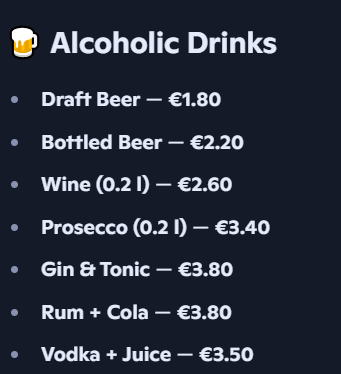 Alcoholic Drinks
Draft Beer — €1.80
Bottled Beer — €2.20
Wine (0.2 l) — €2.60
Prosecco (0.2 l) — €3.40
Gin & Tonic — €3.80
Rum + Cola — €3.80
Vodka + Juice — €3.50